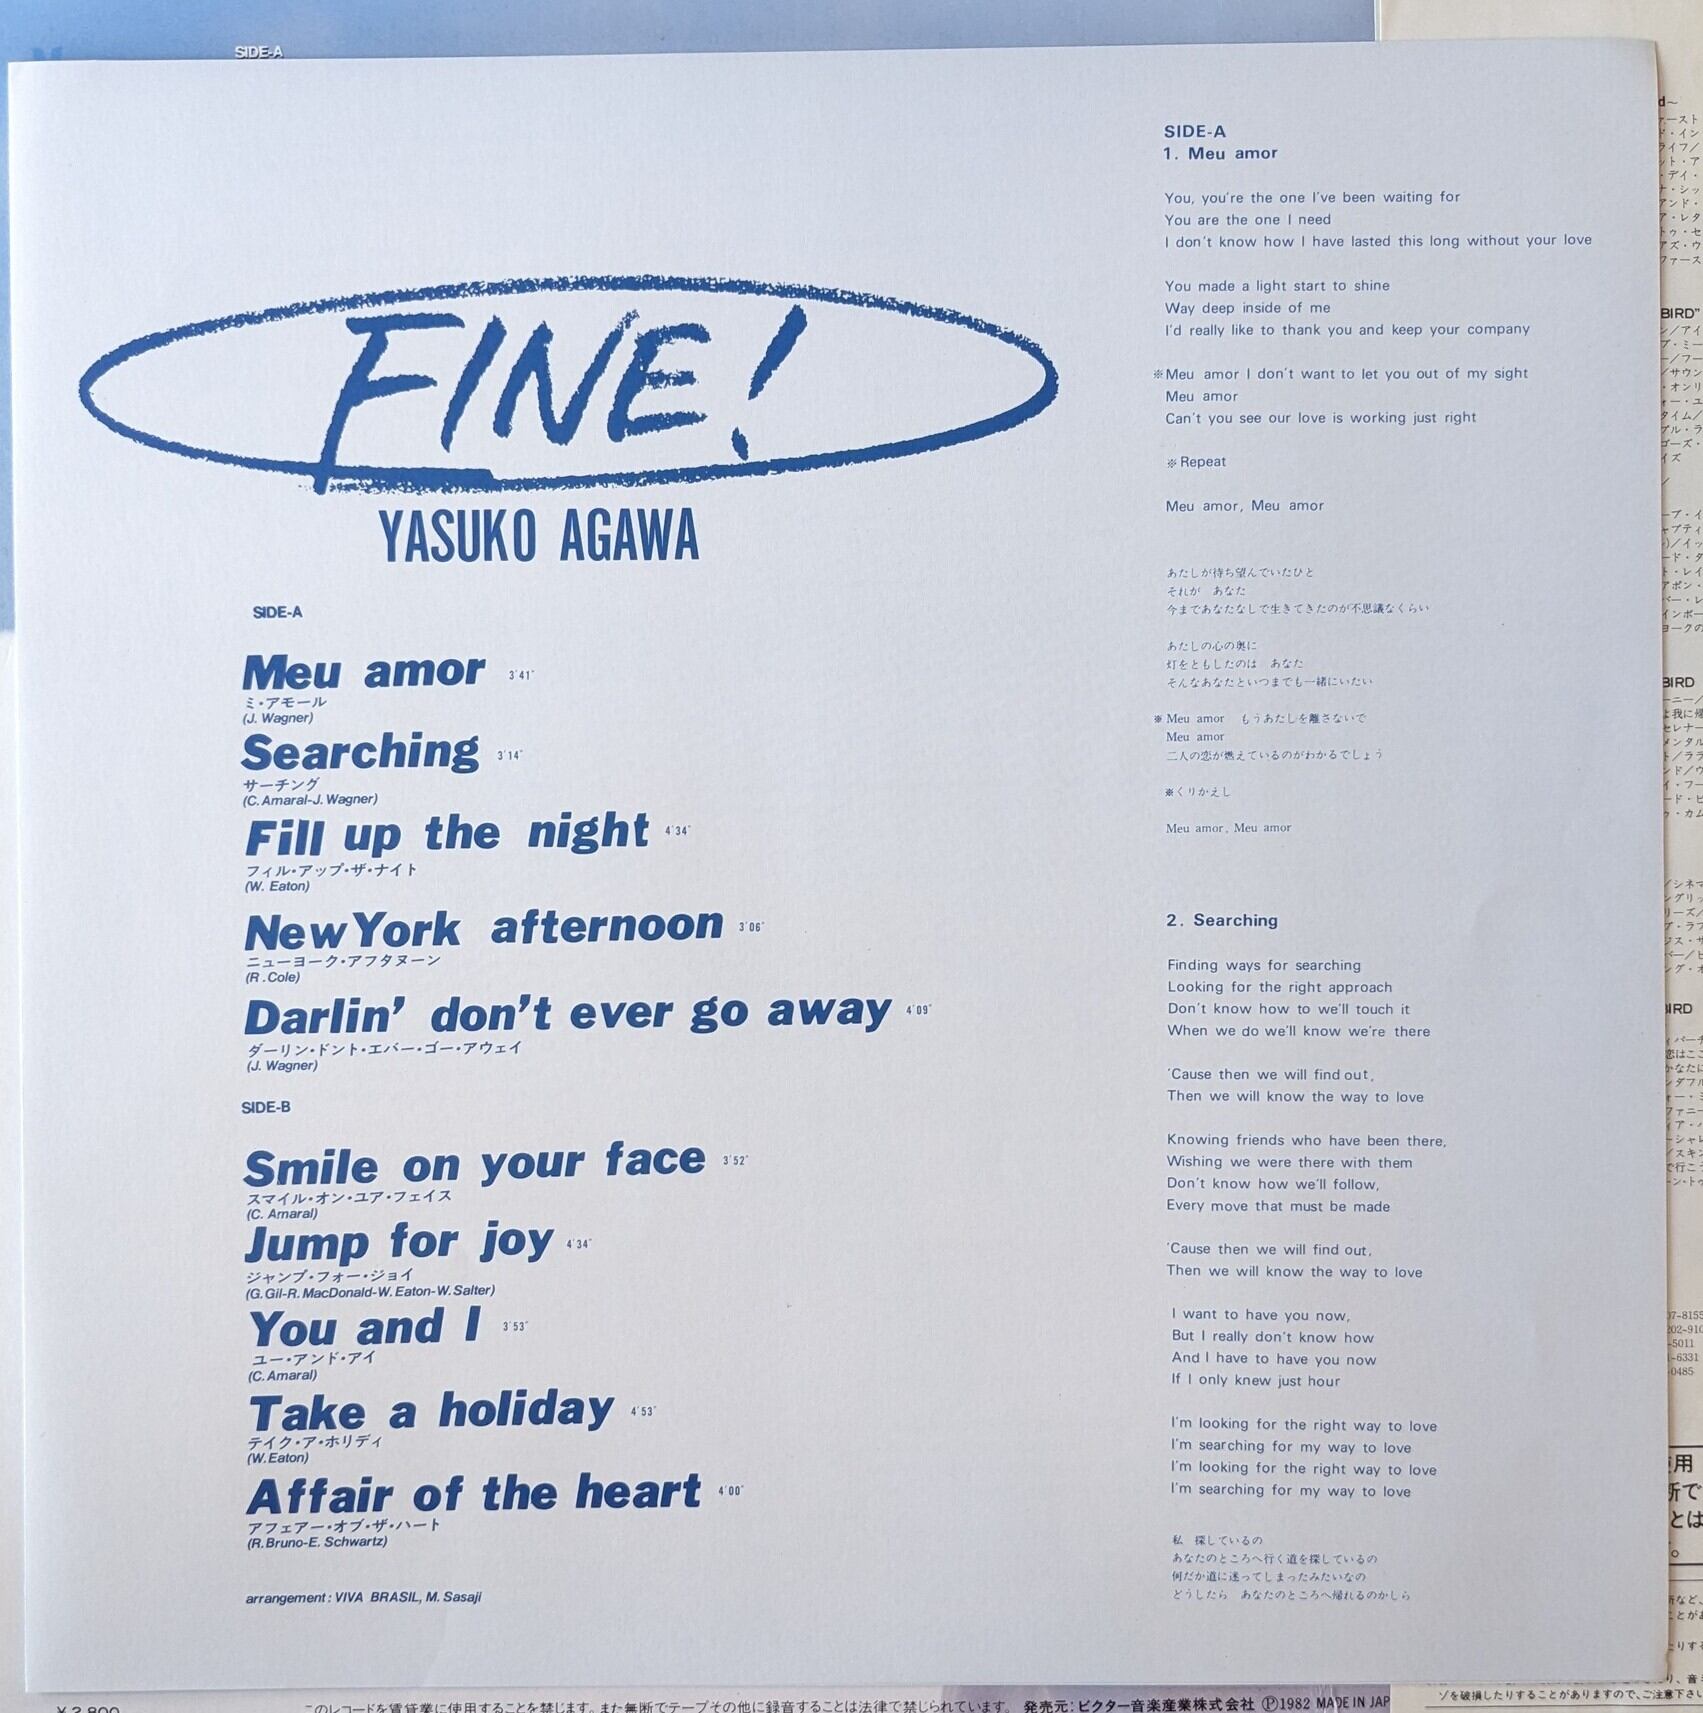 SIDE-A
FINE!
YASUKO AGAWA
SIDE-A
Meu amor 3'41"
ミ・アモール
(J. Wagner)
Searching 3'14"
サーチング
(C. Amaral-J. Wagner)
Fill up the night 4'34"
フィル・アップ・ザ・ナイト
(W. Eaton)
New York afternoon 3'06"
ニューヨーク・アフタヌーン
(R. Cole)
Darlin' don't ever go away 4'09"
ダーリン・ドント・エバー・ゴー・アウェイ
(J. Wagner)
SIDE-B
Smile on your face 3'52"
スマイル・オン・ユア・フェイス
(C. Amaral)
Jump for joy 4'34"
ジャンプ・フォー・ジョイ
(G. Gil-R. MacDonald-W. Eaton-W. Salter)
You and I 3'53"
ユー・アンド・アイ
(C. Amaral)
Take a holiday 4'53"
テイク・ア・ホリディ
(W. Eaton)
Affair of the heart 4'00"
アフェアー・オブ・ザ・ハート
(R. Bruno-E. Schwartz)
arrangement: VIVA BRASIL, M. Sasaji
SIDE-A
1. Meu amor
You, you're the one I've been waiting for
You are the one I need
I don't know how I have lasted this long without your love
You made a light start to shine
Way deep inside of me
I'd really like to thank you and keep your company
※Meu amor I don't want to let you out of my sight
Meu amor
Can't you see our love is working just right
※Repeat
Meu amor, Meu amor
あたしが待ち望んでいたひと
それが あなた
今まであなたなしで生きてきたのが不思議なくらい
あたしの心の奥に
灯をともしたのは あなた
そんなあなたといつまでも一緒にいたい
※Meu amor もうあたしを離さないで
Meu amor
二人の恋が燃えているのがわかるでしょう
※くりかえし
Meu amor, Meu amor
2. Searching
Finding ways for searching
Looking for the right approach
Don't know how to we'll touch it
When we do we'll know we're there
'Cause then we will find out,
Then we will know the way to love
Knowing friends who have been there,
Wishing we were there with them
Don't know how we'll follow,
Every move that must be made
'Cause then we will find out,
Then we will know the way to love
I want to have you now,
But I really don't know how
And I have to have you now
If I only knew just hour
I'm looking for the right way to love
I'm searching for my way to love
I'm looking for the right way to love
I'm searching for my way to love
私 探しているの
あなたのところへ行く道を探しているの
何だか道に迷ってしまったみたいなの
どうしたら あなたのところへ帰れるのかしら
¥2,800
このレコードを賃貸業に使用することを禁じます。また無断でテープその他に録音することは法律で禁じられています。 発売元:ビクター音楽産業株式会社 Ⓟ1982 MADE IN JAP
ゾを破損したりすることがありますので、ご注意下さい